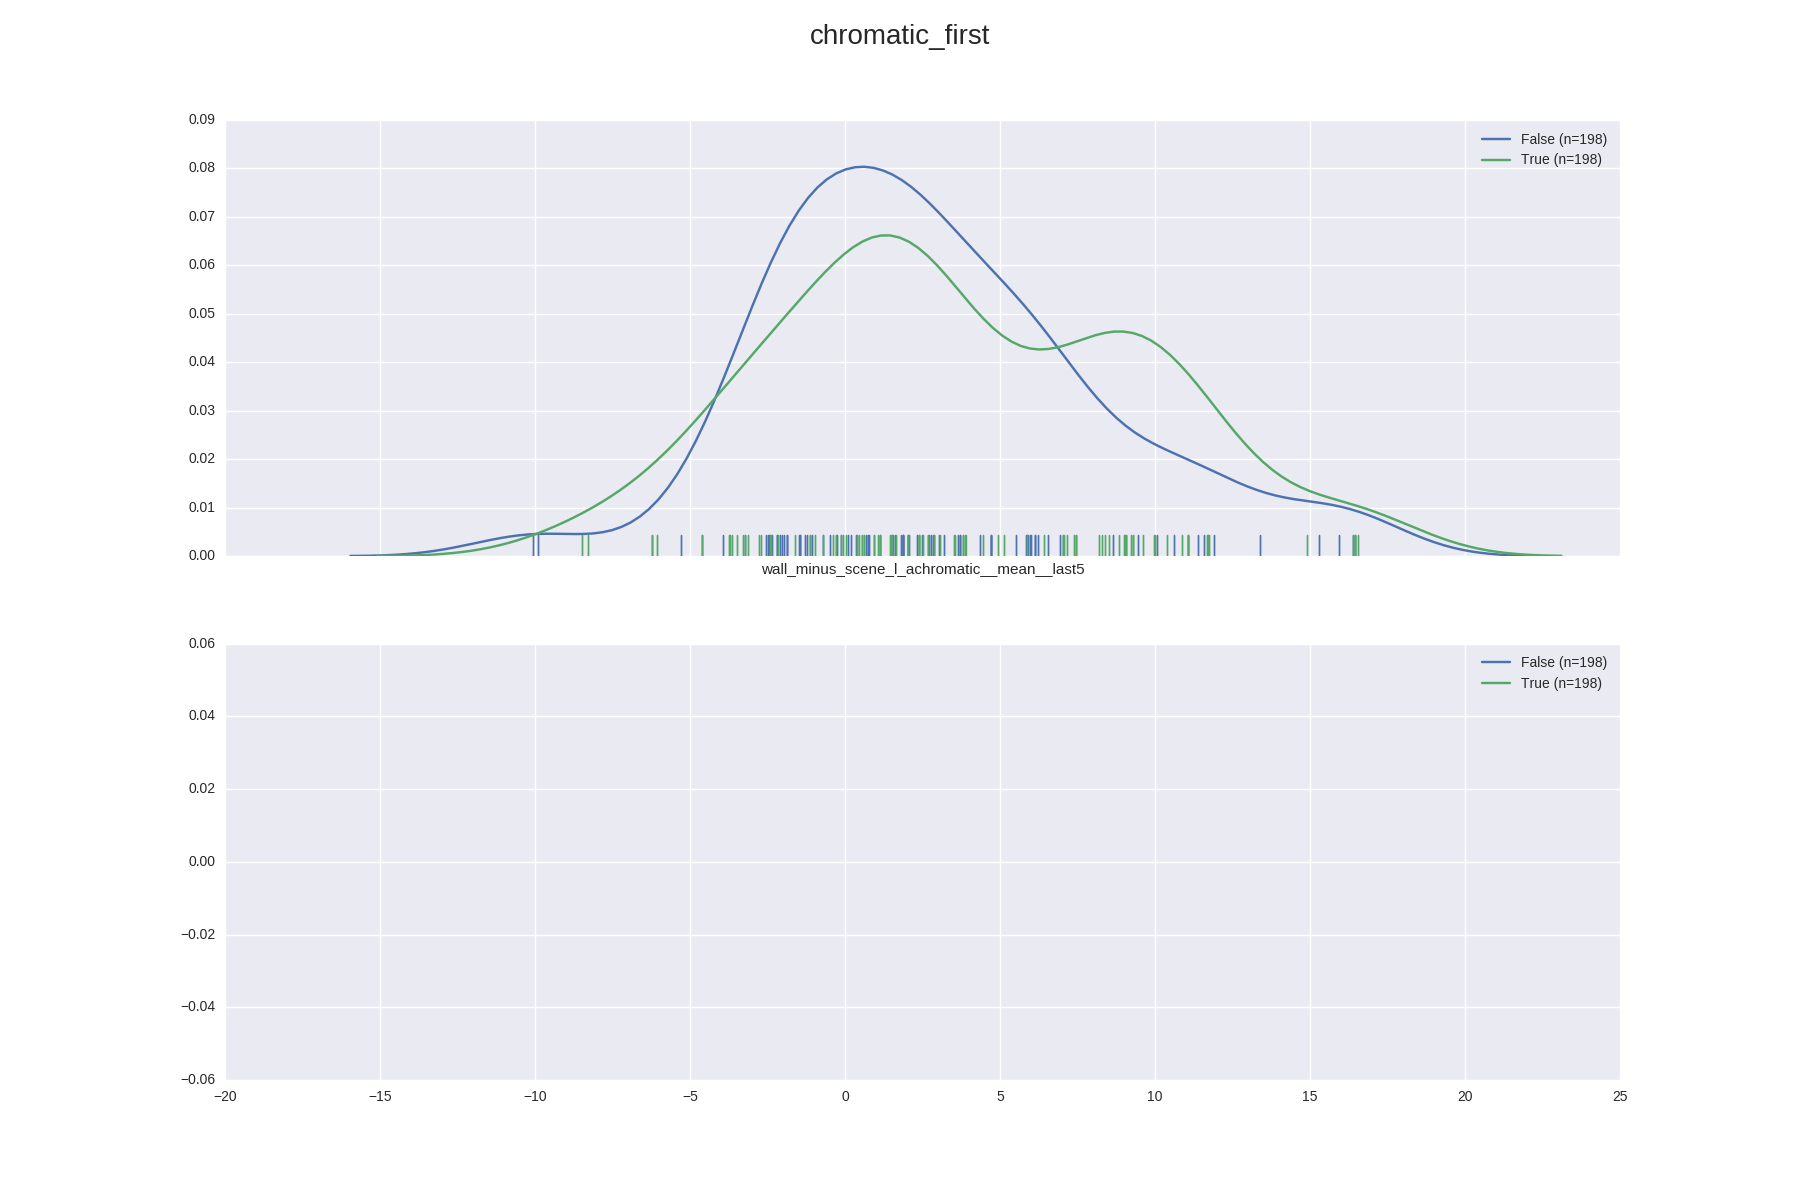 chromatic_first
0.09
0.08
0.07
0.06
0.05
0.04
0.03
0.02
0.01
0.00
False (n=198)
True (n=198)
wall_minus_scene_l_achromatic__mean__last5
0.06
0.04
0.02
0.00
−0.02
−0.04
−0.06
False (n=198)
True (n=198)
−20 −15 −10 −5 0 5 10 15 20 25